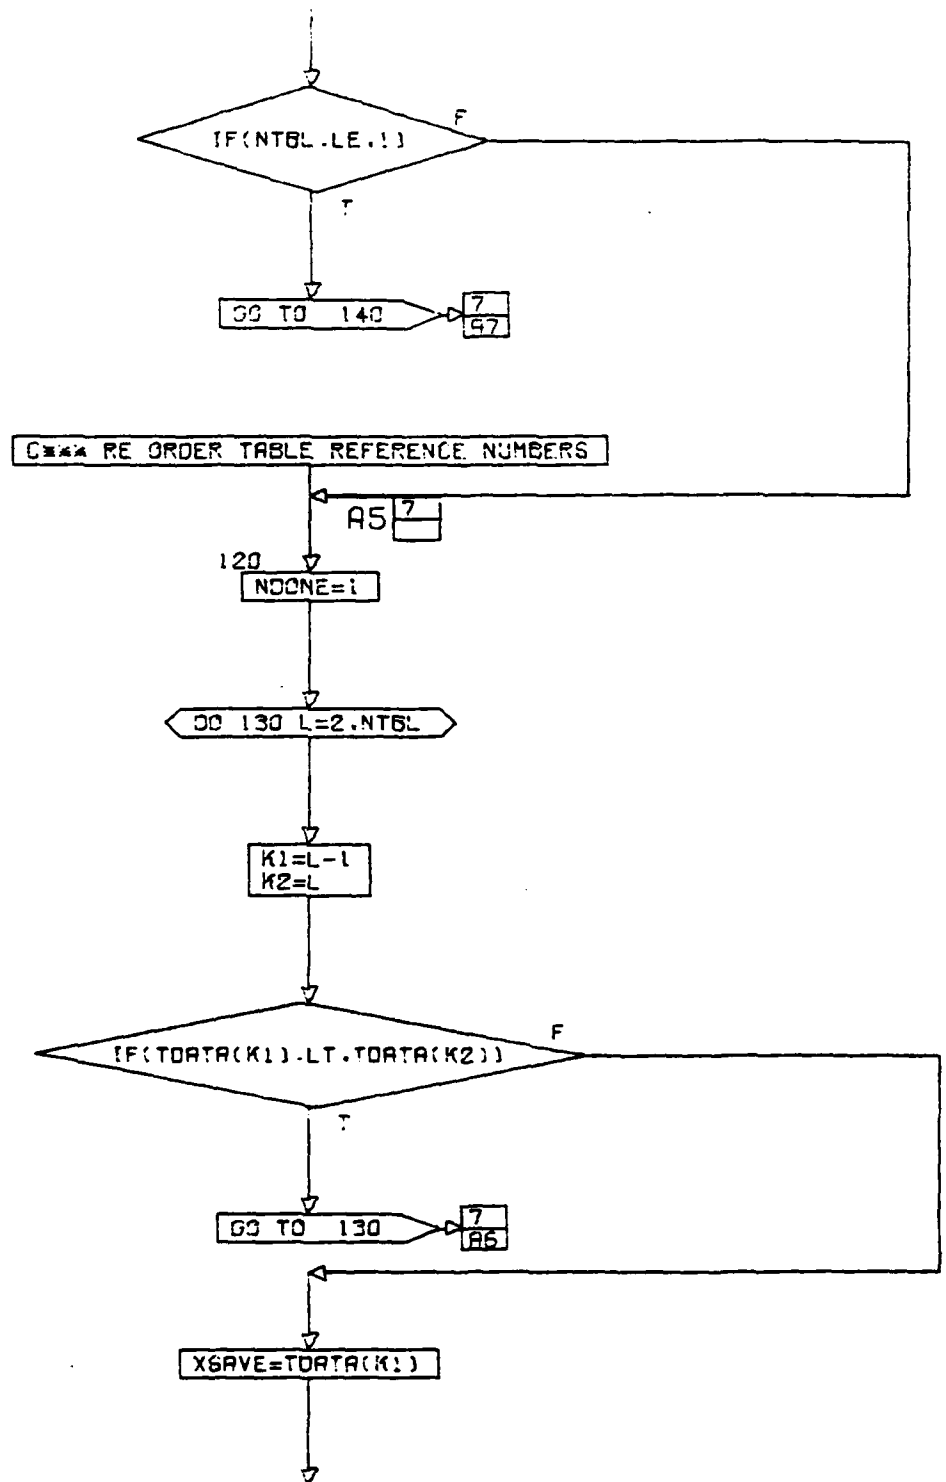 F
IF(NTBL.LE.1)
T
GO TO 140
7
A7
C*** RE ORDER TABLE REFERENCE NUMBERS
A5
7
120
NDONE=1
DO 130 L=2,NTBL
K1=L-1
K2=L
F
IF(TDATA(K1).LT.TDATA(K2))
T
GO TO 130
7
A6
XSAVE=TDATA(K1)